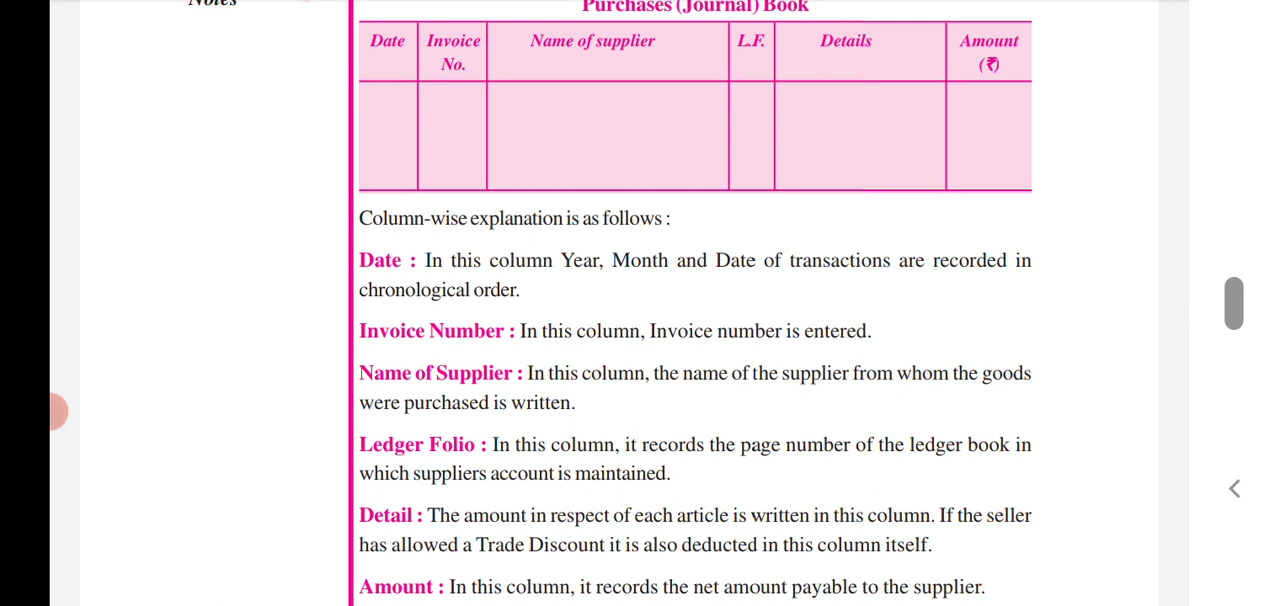 Notes
Purchases (Journal) Book
Date Invoice Name of supplier L.F. Details Amount
No. (₹)
Column-wise explanation is as follows :
Date : In this column Year, Month and Date of transactions are recorded in
chronological order.
Invoice Number : In this column, Invoice number is entered.
Name of Supplier : In this column, the name of the supplier from whom the goods
were purchased is written.
Ledger Folio : In this column, it records the page number of the ledger book in
which suppliers account is maintained.
Detail : The amount in respect of each article is written in this column. If the seller
has allowed a Trade Discount it is also deducted in this column itself.
Amount : In this column, it records the net amount payable to the supplier.